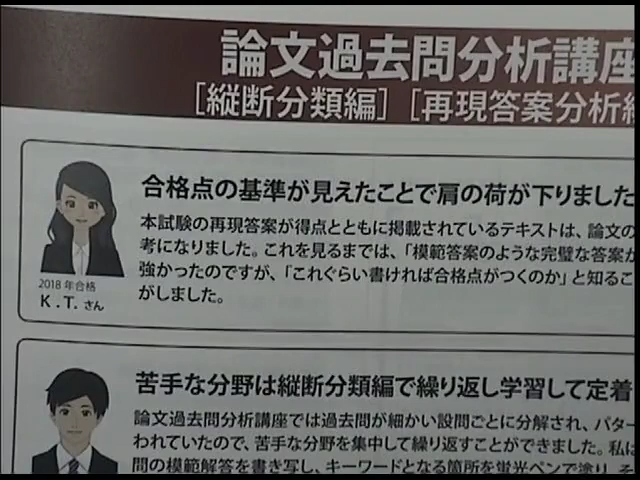 論文過去問分析講座
[縦断分類編] [再現答案分析編
合格点の基準が見えたことで肩の荷が下りました
本試験の再現答案が得点とともに掲載されているテキストは、論文の
考になりました。これを見るまでは、「模範答案のような完璧な答案が
強かったのですが、「これぐらい書ければ合格点がつくのか」と知るこ
がしました。
2018年合格
K.T.さん
苦手な分野は縦断分類編で繰り返し学習して定着
論文過去問分析講座では過去問が細かい設問ごとに分解され、パター
われていたので、苦手な分野を集中して繰り返すことができました。私に
問の模範解答を書き写し、キーワードとなる箇所を蛍光ペンで塗り、そ